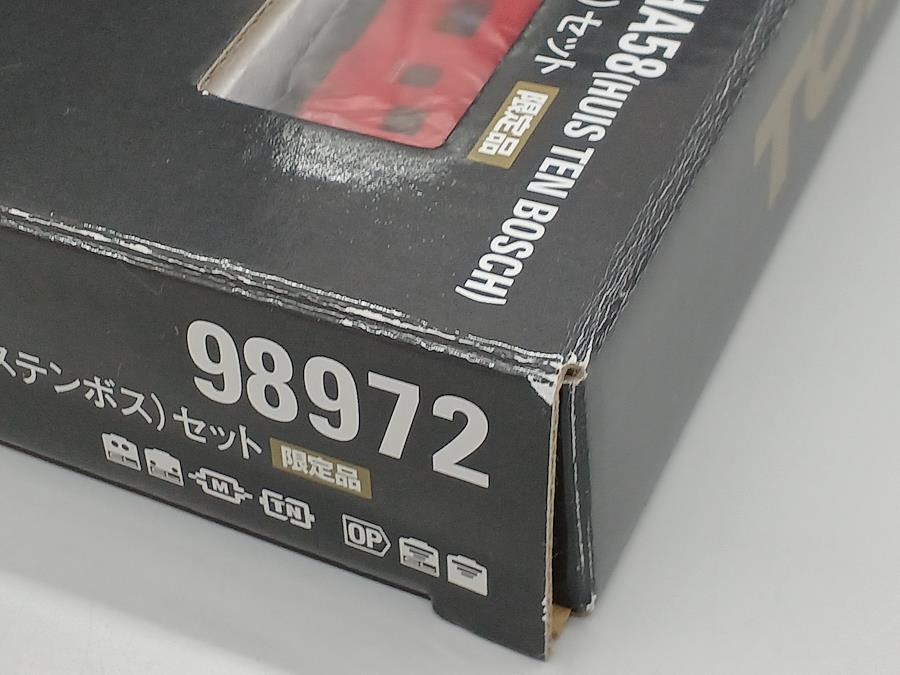 HA58(HUIS TEN BOSCH)
)セット
限定品
TO
98972
ステンボス)セット
限定品
M
TN
OP